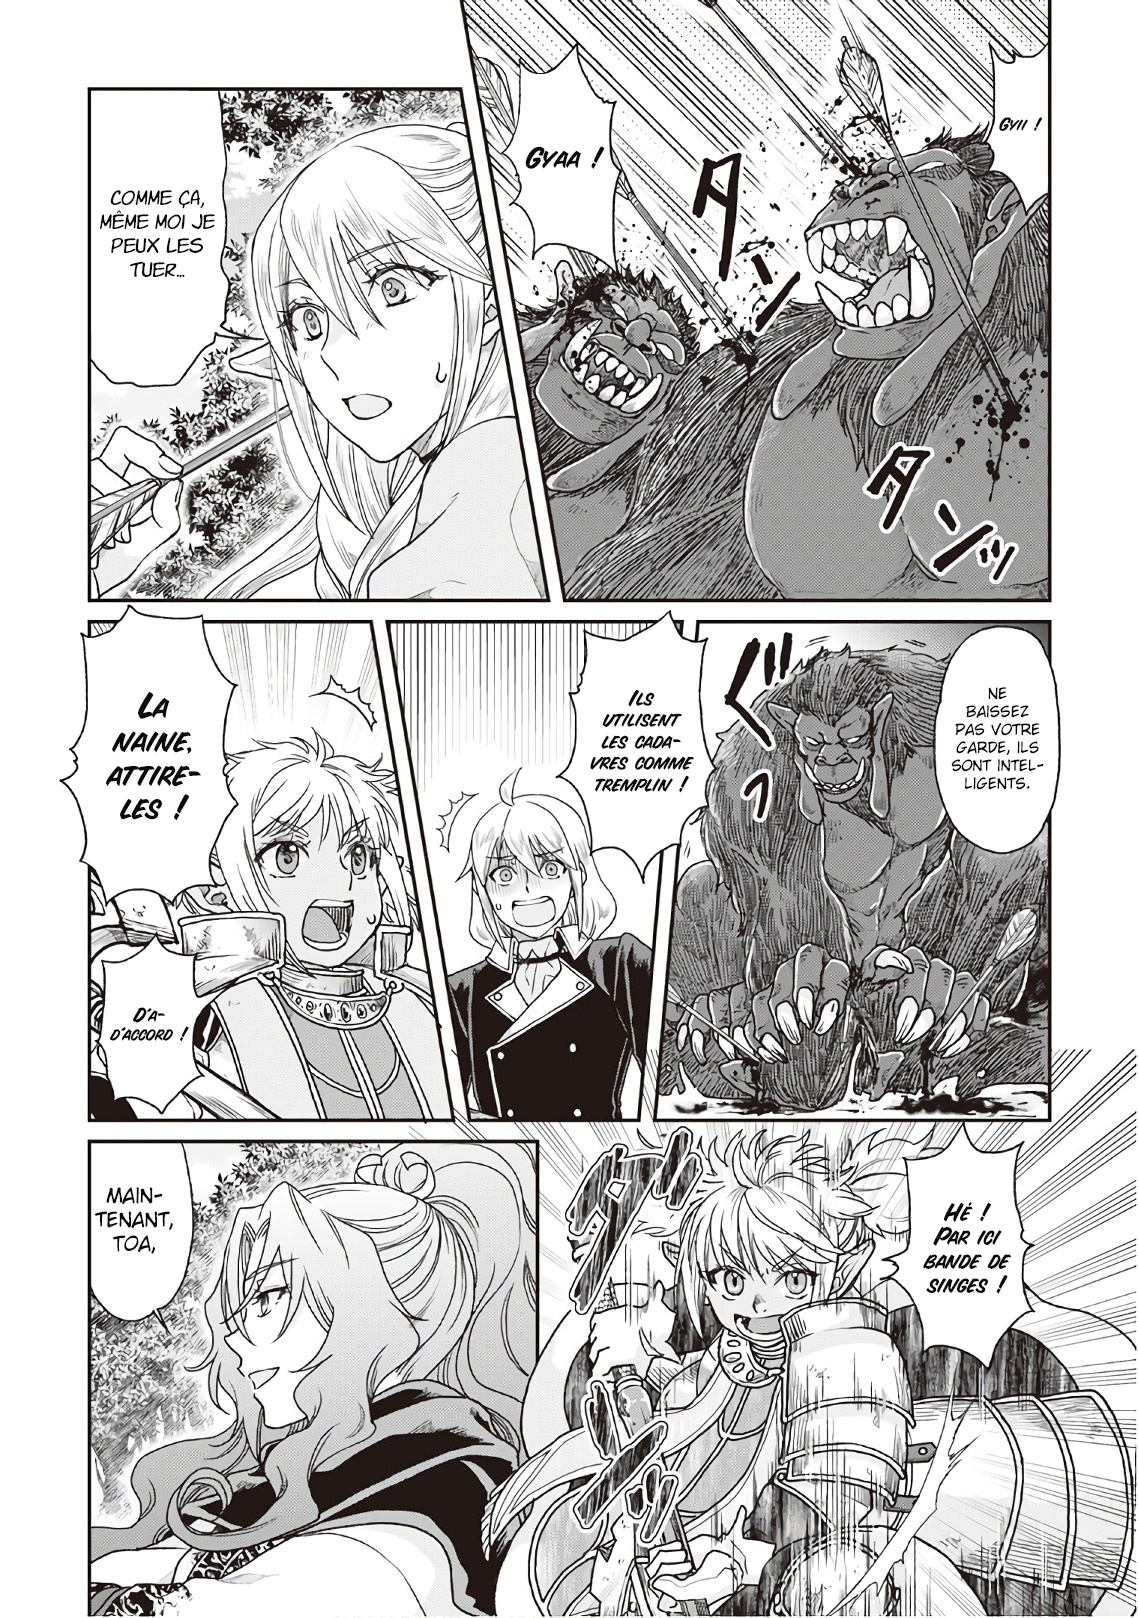 COMME ÇA,
MÊME MOI JE
PEUX LES
TUER...
GYAA !
GYII !
タン
タンッ
LA
NAINE,
ATTIRE-
LES !
D'A-
D'ACCORD !
ILS
UTILISENT
LES CADA-
VRES COMME
TREMPLIN !
NE
BAISSEZ
PAS VOTRE
GARDE, ILS
SONT INTEL-
LIGENTS.
グッ
MAIN-
TENANT,
TOA,
HÉ !
PAR ICI
BANDE DE
SINGES !